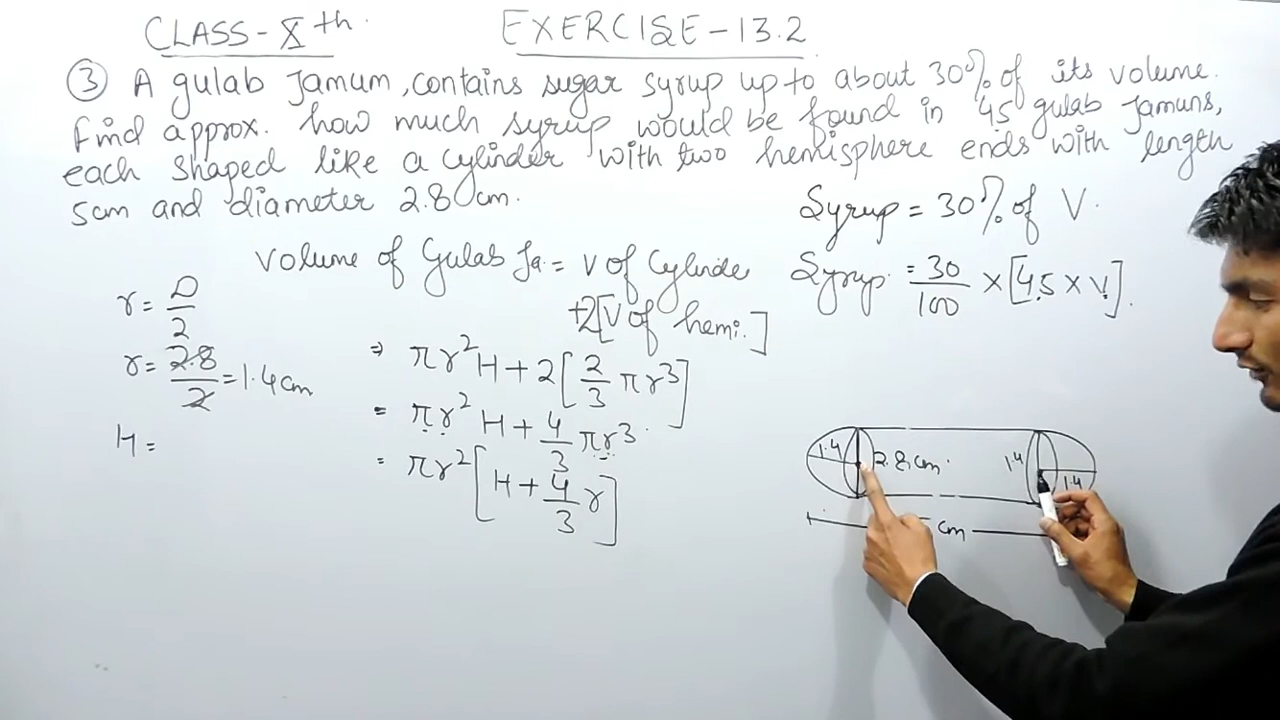 CLASS-Xth.
EXERCISE-13.2
③ A gulab Jamum, contains sugar syrup up to about 30% of its volume.
Find approx. how much syrup would be found in 45 gulab Jamuns,
each shaped like a cylinder with two hemisphere ends with length
5cm and diameter 2.8cm.
Syrup = 30% of V.
Volume of Gulab Ja. = V of Cylinde
+2[V of hemi.]
Syrup. = 30/100 × [45 × V].
r = D/2
r = 2.8/2 = 1.4cm
H =
⇒ πr²H + 2[2/3 πr³]
= πr²H + 4/3 πr³.
= πr²[H + 4/3 r]
1.4
2.8cm.
1.4
1.4
cm